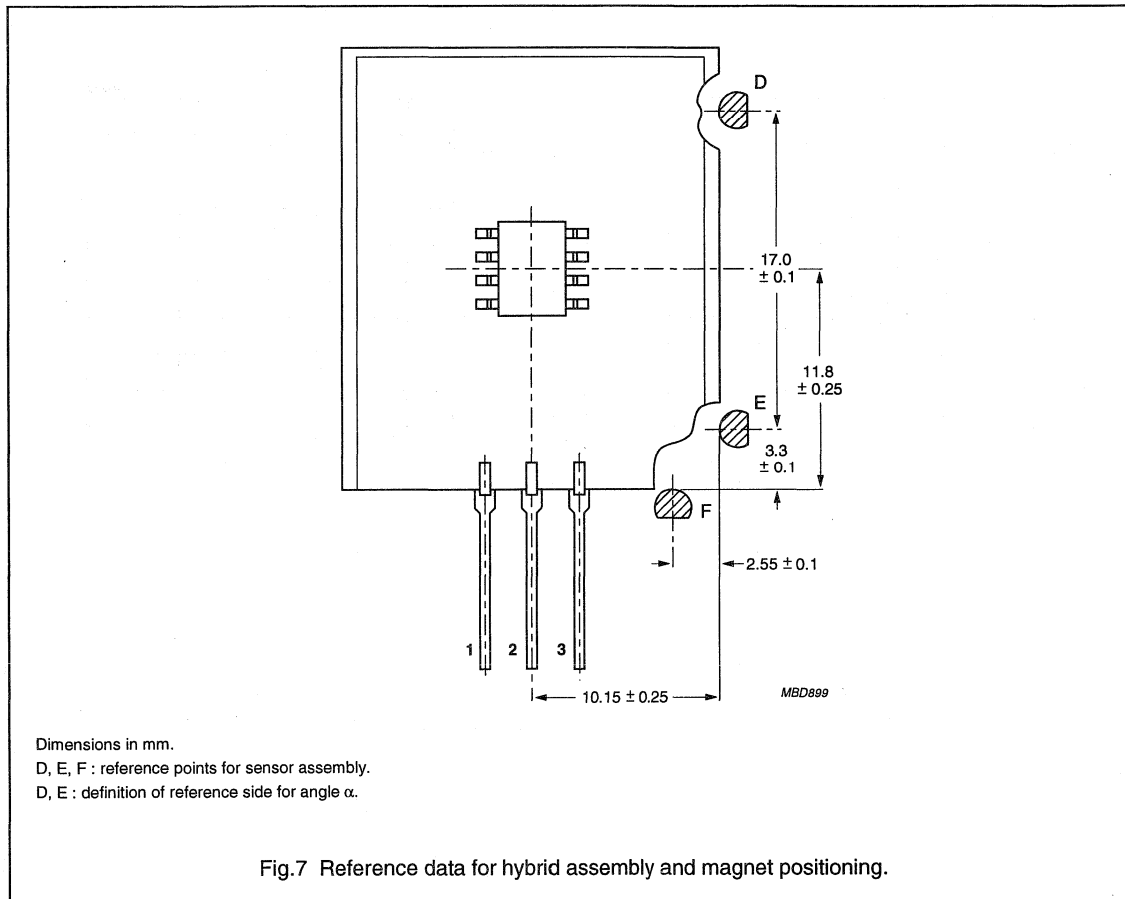 D
17.0
± 0.1
11.8
± 0.25
E
3.3
± 0.1
F
2.55 ± 0.1
1 2 3
10.15 ± 0.25
MBD899
Dimensions in mm.
D, E, F : reference points for sensor assembly.
D, E : definition of reference side for angle α.
Fig.7 Reference data for hybrid assembly and magnet positioning.